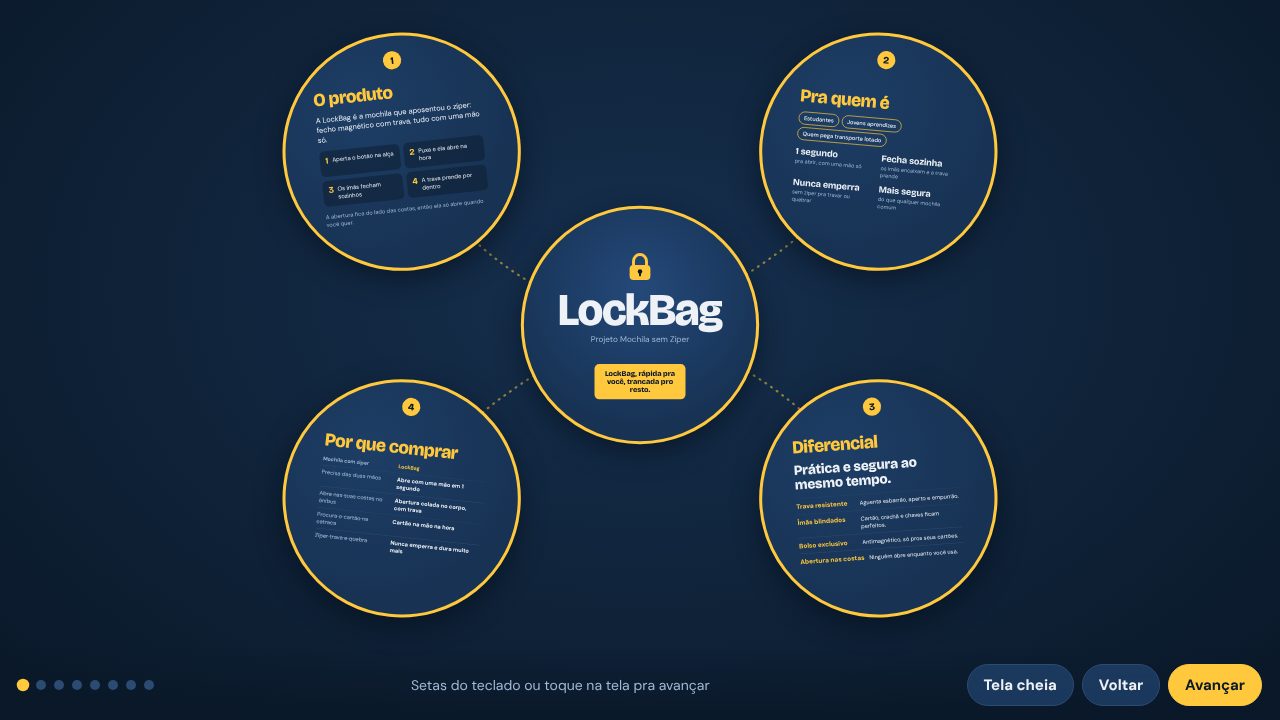 1
O produto
A LockBag é a mochila que aposentou o zíper:
fecho magnético com trava, tudo com uma mão
só.
1 Aperta o botão na alça
2 Puxa e ela abre na
hora
3 Os ímãs fecham
sozinhos
4 A trava prende por
dentro
A abertura fica do lado das costas, então ela só abre quando
você quer.
2
Pra quem é
Estudantes
Jovens aprendizes
Quem pega transporte lotado
1 segundo
pra abrir, com uma mão só
Fecha sozinha
os ímãs encaixam e a trava
prende
Nunca emperra
sem zíper pra travar ou
quebrar
Mais segura
do que qualquer mochila
comum
LockBag
Projeto Mochila sem Ziper
LockBag, rápida pra
você, trancada pro
resto.
4
Por que comprar
Mochila com zíper
LockBag
Precisa das duas mãos
Abre com uma mão em 1
segundo
Abre nas suas costas no
ônibus
Abertura colada no corpo,
com trava
Procura o cartão na
catraca
Cartão na mão na hora
Zíper trava e quebra
Nunca emperra e dura muito
mais
3
Diferencial
Prática e segura ao
mesmo tempo.
Trava resistente
Aguenta esbarrão, aperto e empurrão.
Ímãs blindados
Cartão, crachá e chaves ficam
perfeitos.
Bolso exclusivo
Antimagnético, só pros seus cartões.
Abertura nas costas
Ninguém abre enquanto você usa.
Setas do teclado ou toque na tela pra avançar
Tela cheia
Voltar
Avançar